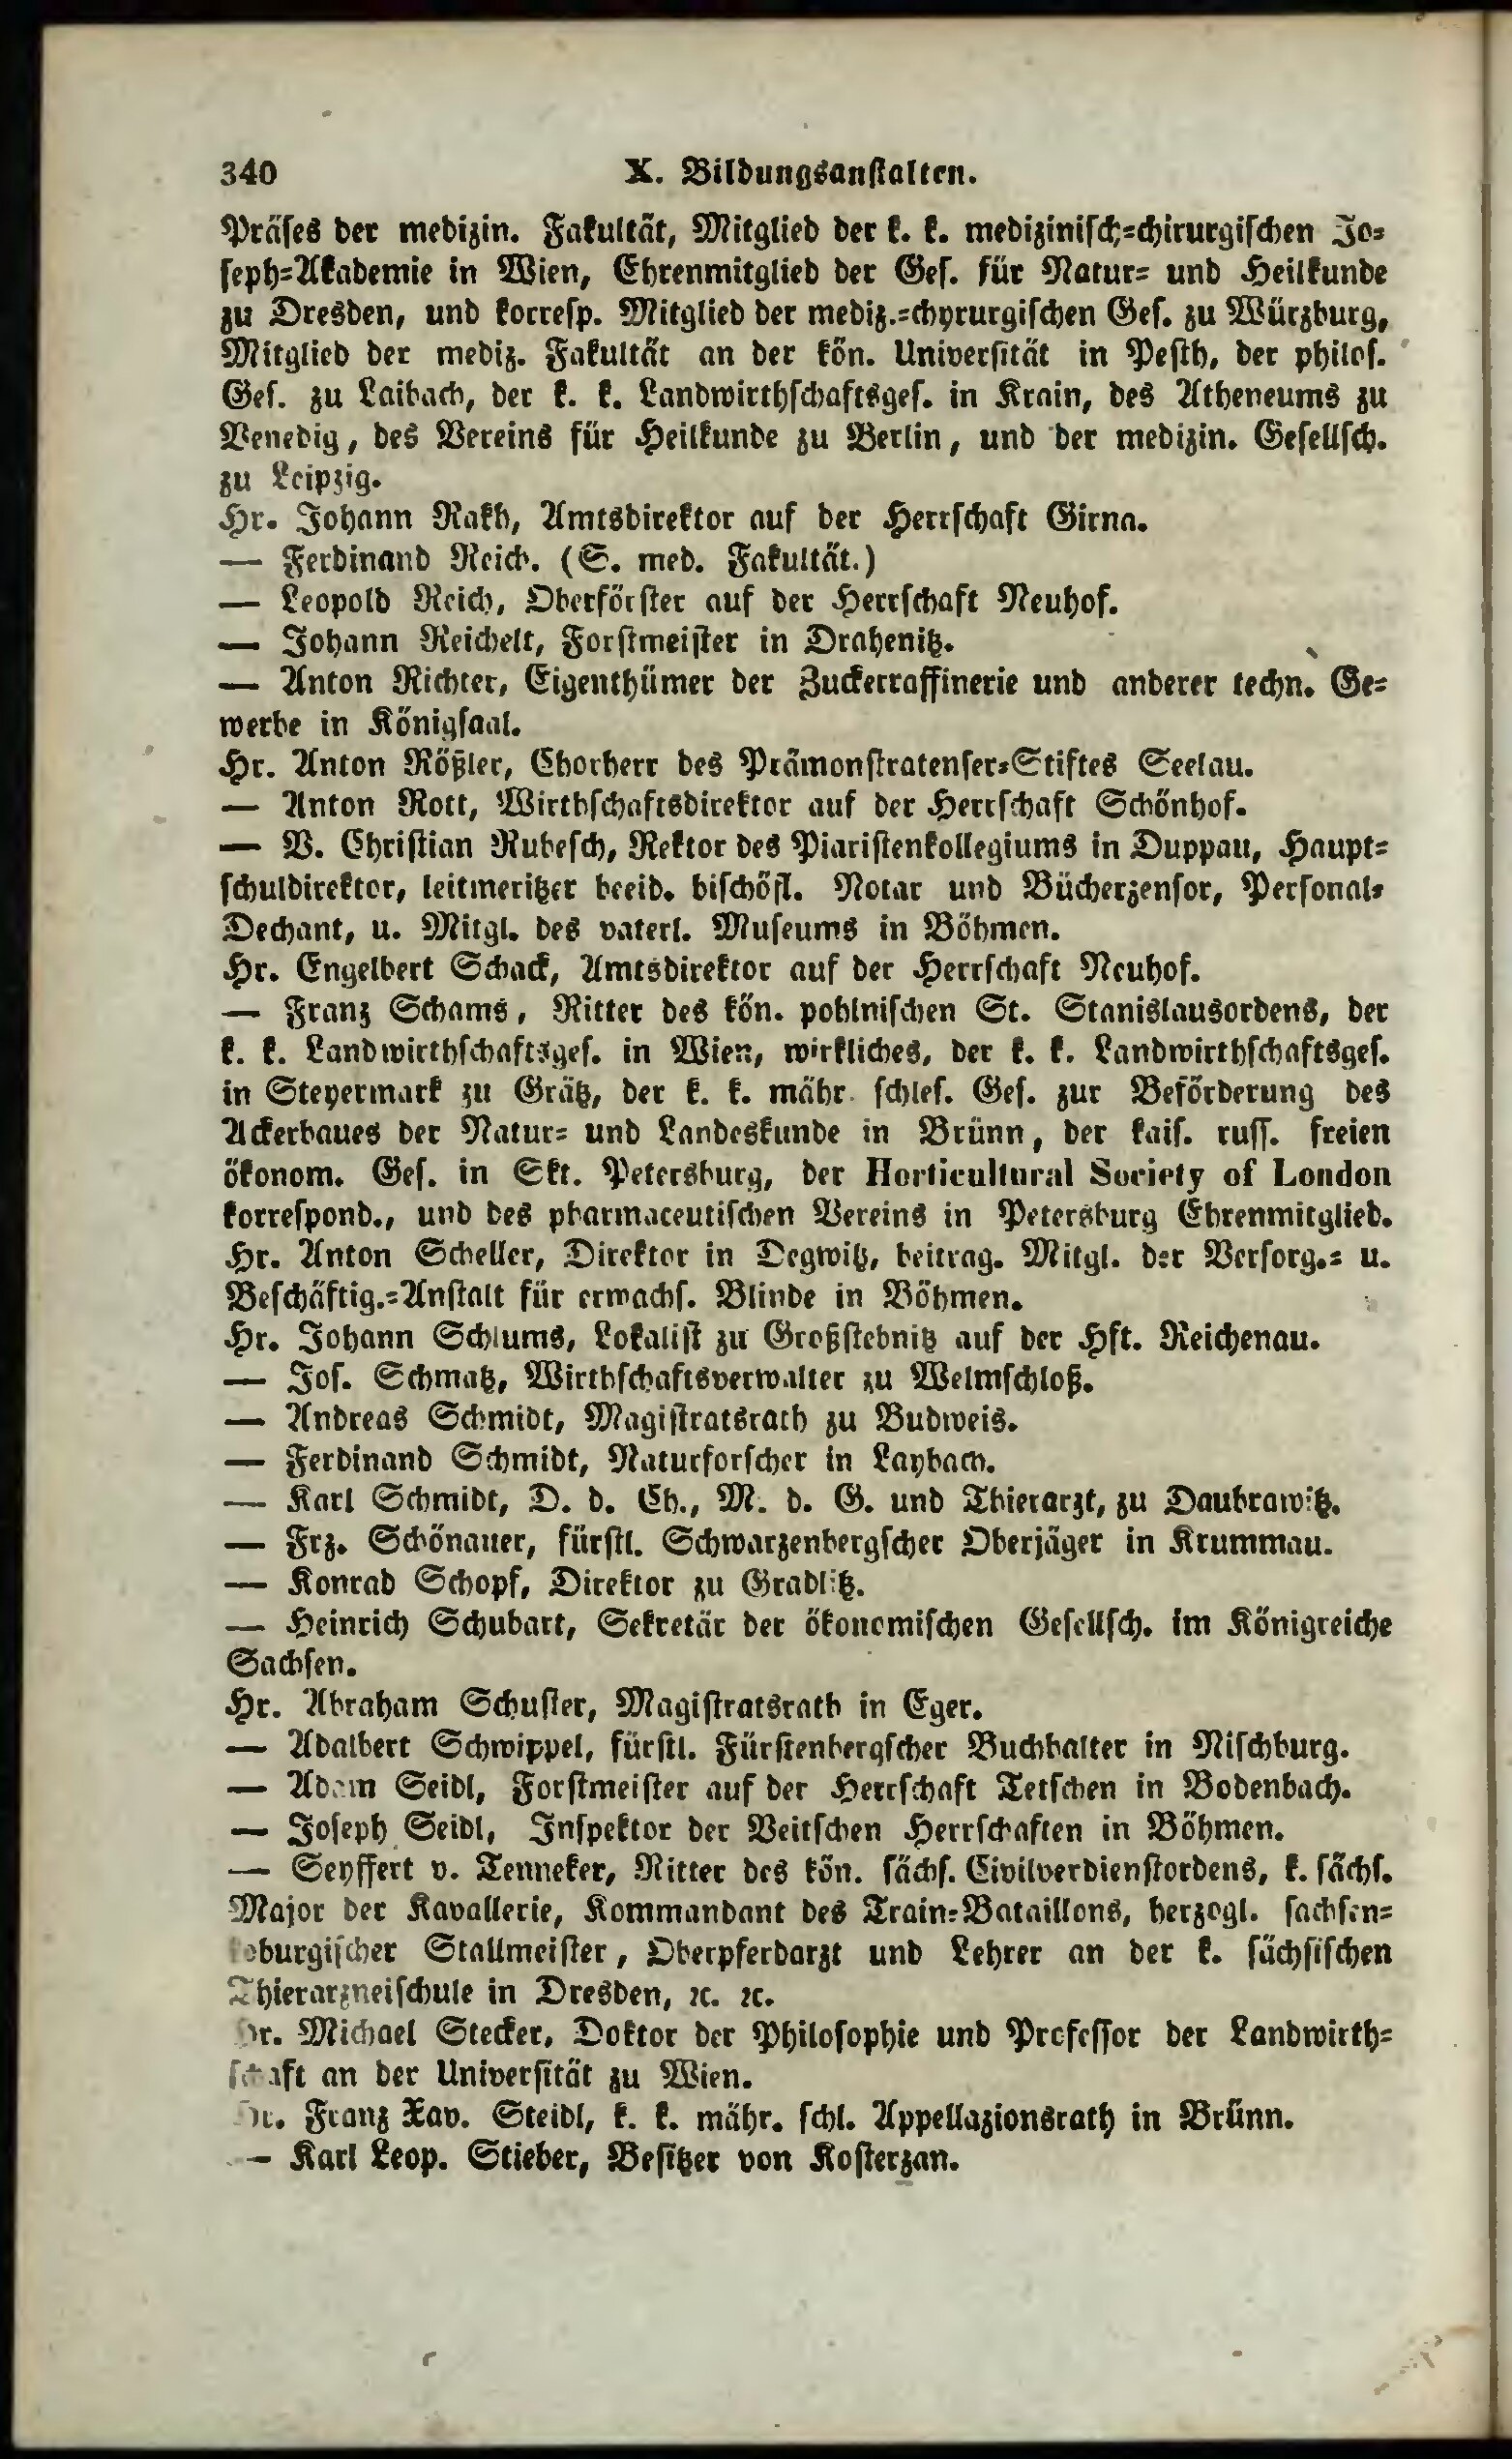 340 X. Bildungsanstalten.
Präses der medizin. Fakultät, Mitglied der k. k. medizinisch-chirurgischen Jo-
seph-Akademie in Wien, Ehrenmitglied der Ges. für Natur- und Heilkunde
zu Dresden, und korresp. Mitglied der mediz.-chyrurgischen Ges. zu Würzburg,
Mitglied der mediz. Fakultät an der kön. Universität in Pesth, der philos.
Ges. zu Laibach, der k. k. Landwirthschaftsges. in Krain, des Atheneums zu
Venedig, des Vereins für Heilkunde zu Berlin, und der medizin. Gesellsch.
zu Leipzig.
Hr. Johann Rakh, Amtsdirektor auf der Herrschaft Girna.
— Ferdinand Reich. (S. med. Fakultät.)
— Leopold Reich, Oberförster auf der Herrschaft Neuhof.
— Johann Reichelt, Forstmeister in Drahenitz.
— Anton Richter, Eigenthümer der Zuckerraffinerie und anderer techn. Ge-
werbe in Königsaal.
Hr. Anton Rößler, Chorherr des Prämonstratenser-Stiftes Seelau.
— Anton Rott, Wirthschaftsdirektor auf der Herrschaft Schönhof.
— P. Christian Rubesch, Rektor des Piaristenkollegiums in Duppau, Haupt-
schuldirektor, leitmeritzer beeid. bischöfl. Notar und Bücherzensor, Personal-
Dechant, u. Mitgl. des vaterl. Museums in Böhmen.
Hr. Engelbert Schack, Amtsdirektor auf der Herrschaft Neuhof.
— Franz Schams, Ritter des kön. pohlnischen St. Stanislausordens, der
k. k. Landwirthschaftsges. in Wien, wirkliches, der k. k. Landwirthschaftsges.
in Steyermark zu Grätz, der k. k. mähr. schles. Ges. zur Beförderung des
Ackerbaues der Natur- und Landeskunde in Brünn, der kais. russ. freien
ökonom. Ges. in Skt. Petersburg, der Horticultural Society of London
korrespond., und des pharmaceutischen Vereins in Petersburg Ehrenmitglied.
Hr. Anton Scheller, Direktor in Degwitz, beitrag. Mitgl. der Versorg.- u.
Beschäftig.-Anstalt für erwachs. Blinde in Böhmen.
Hr. Johann Schlums, Lokalist zu Großstebnitz auf der Hft. Reichenau.
— Jos. Schmatz, Wirthschaftsverwalter zu Welmschloß.
— Andreas Schmidt, Magistratsrath zu Budweis.
— Ferdinand Schmidt, Naturforscher in Laybach.
— Karl Schmidt, D. d. Ch., M. d. G. und Thierarzt, zu Daubrawitz.
— Frz. Schönauer, fürstl. Schwarzenbergscher Oberjäger in Krummau.
— Konrad Schopf, Direktor zu Gradlitz.
— Heinrich Schubart, Sekretär der ökonomischen Gesellsch. im Königreiche
Sachsen.
Hr. Abraham Schuster, Magistratsrath in Eger.
— Adalbert Schwippel, fürstl. Fürstenbergscher Buchhalter in Nischburg.
— Adam Seidl, Forstmeister auf der Herrschaft Tetschen in Bodenbach.
— Joseph Seidl, Inspektor der Veitschen Herrschaften in Böhmen.
— Seyffert v. Tenneker, Ritter des kön. sächs. Civilverdienstordens, k. sächs.
Major der Kavallerie, Kommandant des Train-Bataillons, herzogl. sachsen-
koburgischer Stallmeister, Oberpferdarzt und Lehrer an der k. sächsischen
Thierarzneischule in Dresden, ꝛc. ꝛc.
Hr. Michael Stecker, Doktor der Philosophie und Professor der Landwirth-
schaft an der Universität zu Wien.
Hr. Franz Xav. Steidl, k. k. mähr. schl. Appellazionsrath in Brünn.
— Karl Leop. Stieber, Besitzer von Kosterzan.